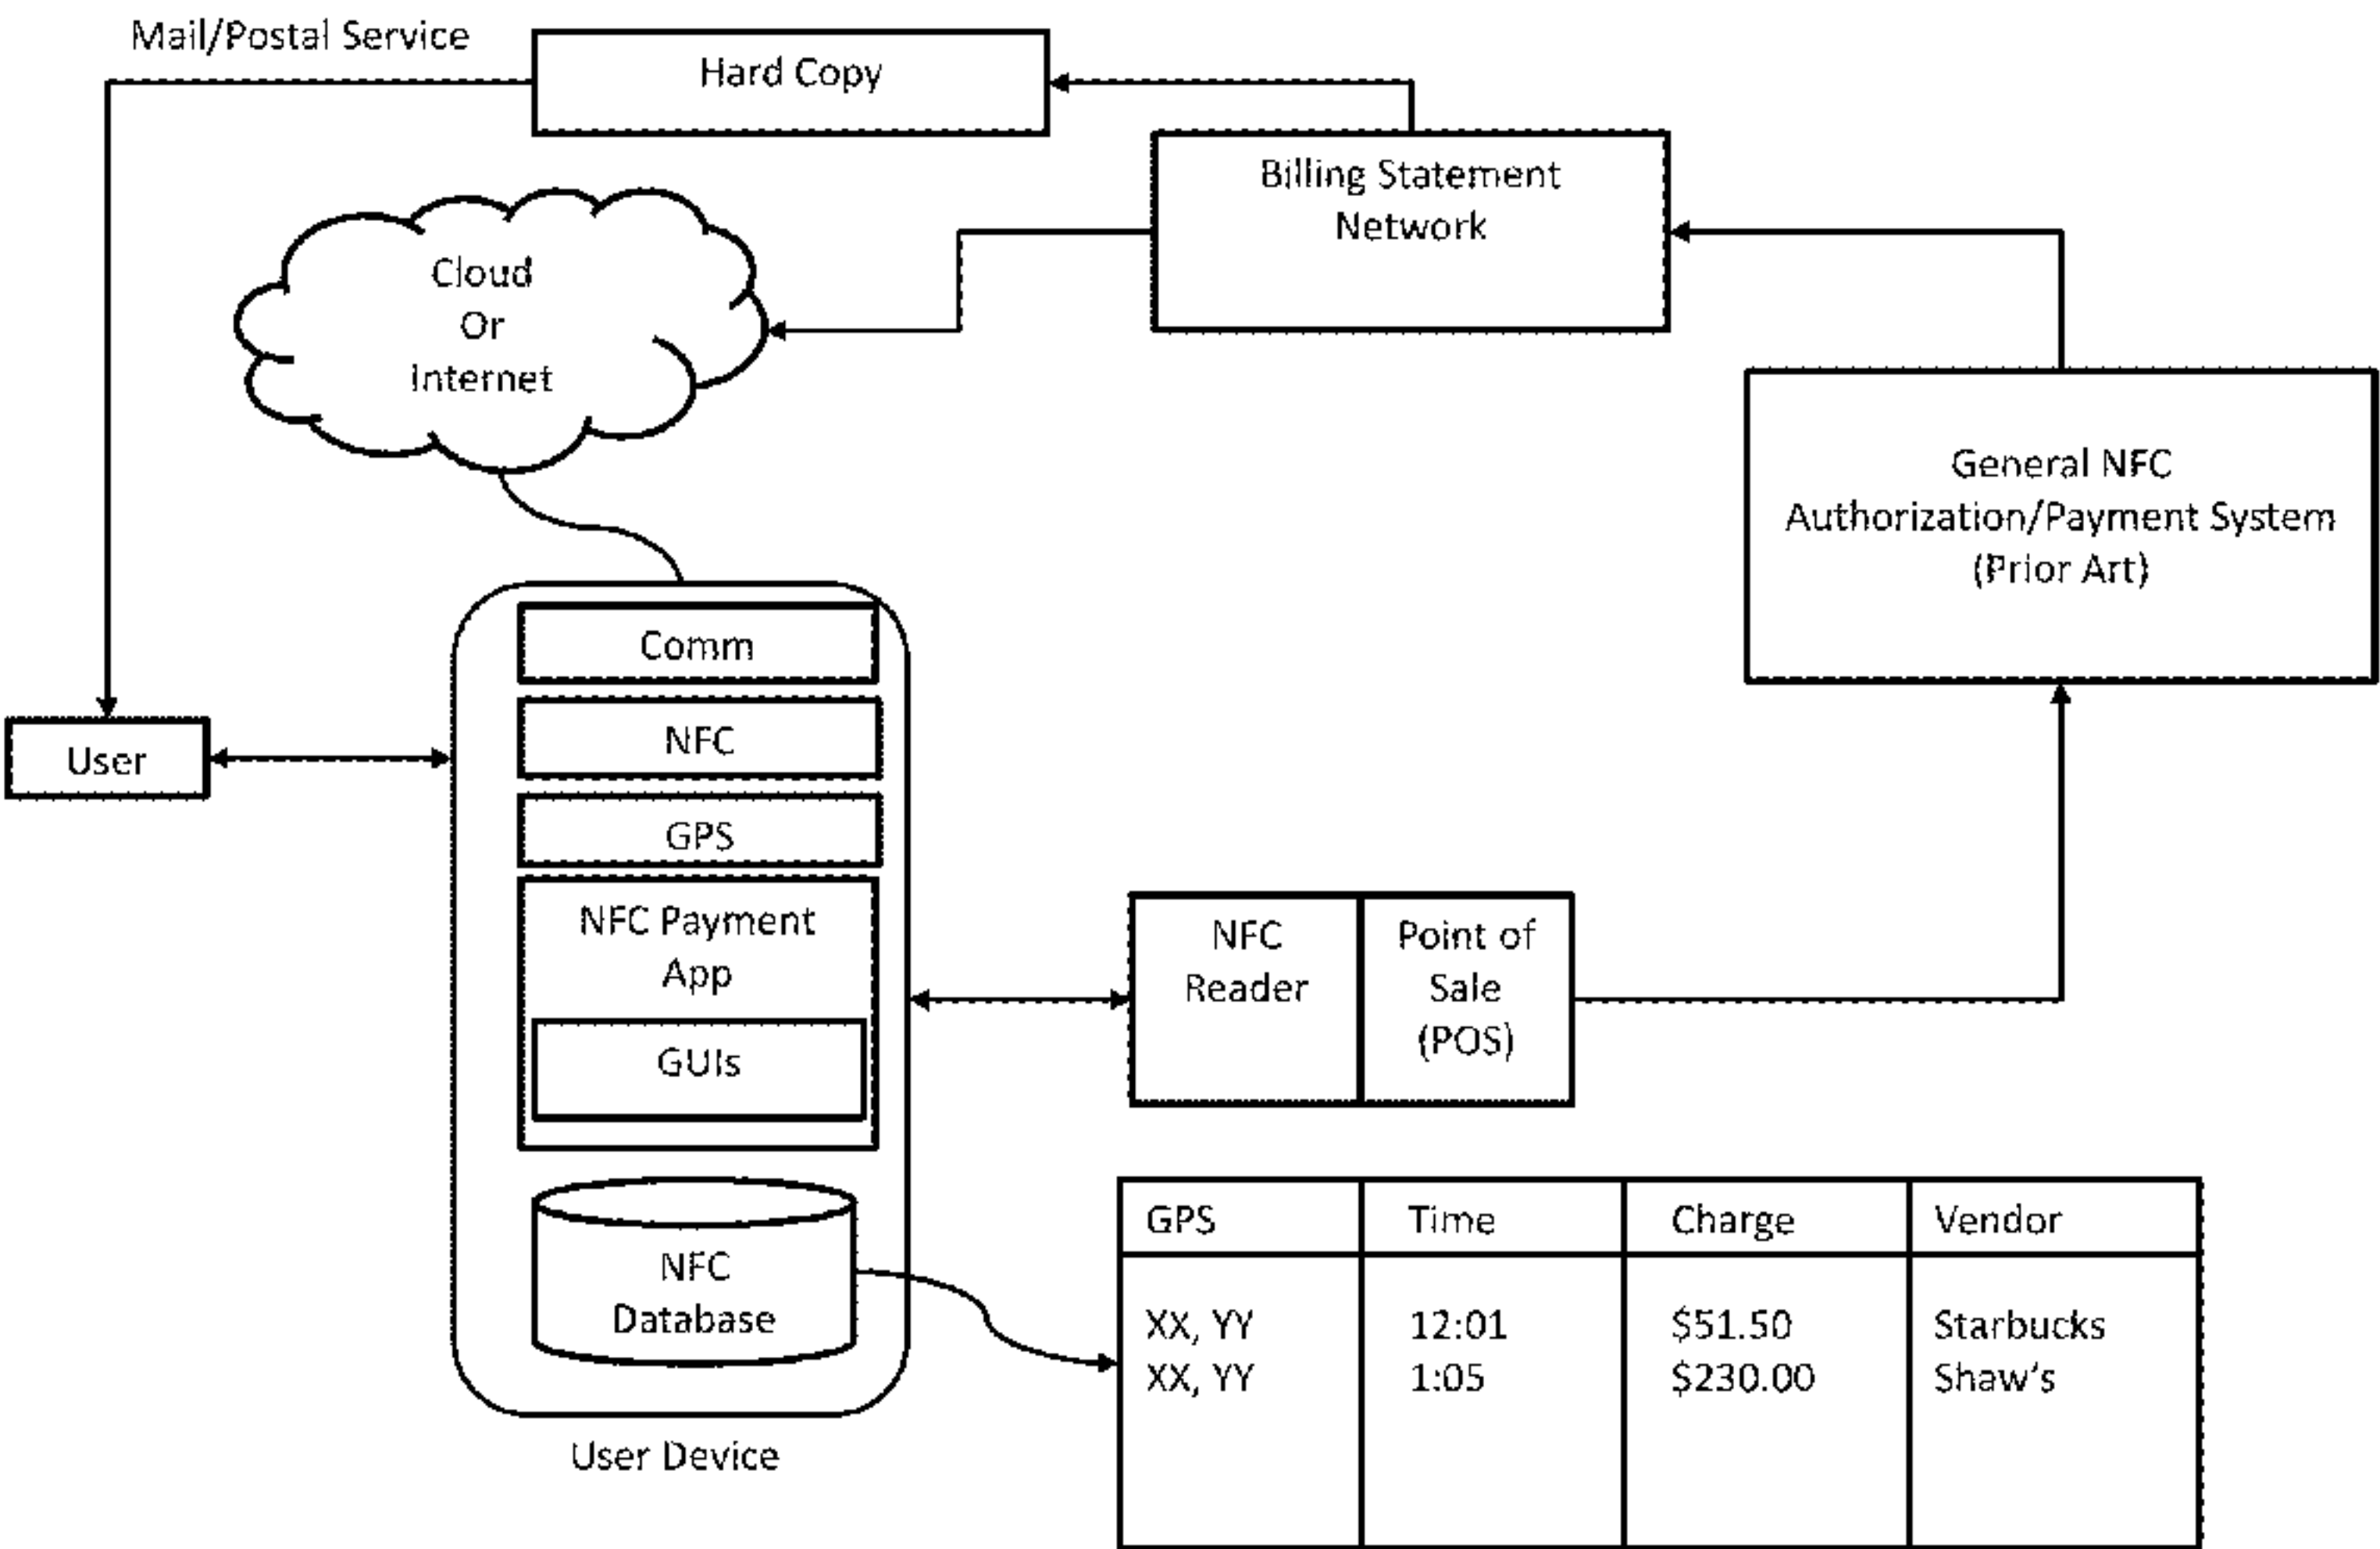 Mail/Postal Service
Hard Copy
Billing Statement
Network
Cloud
Or
Internet
General NFC
Authorization/Payment System
(Prior Art)
Comm
NFC
User
GPS
NFC Payment
App
GUIs
NFC
Reader
Point of
Sale
(POS)
NFC
Database
User Device
GPS Time Charge Vendor
XX, YY 12:01 $51.50 Starbucks
XX, YY 1:05 $230.00 Shaw's